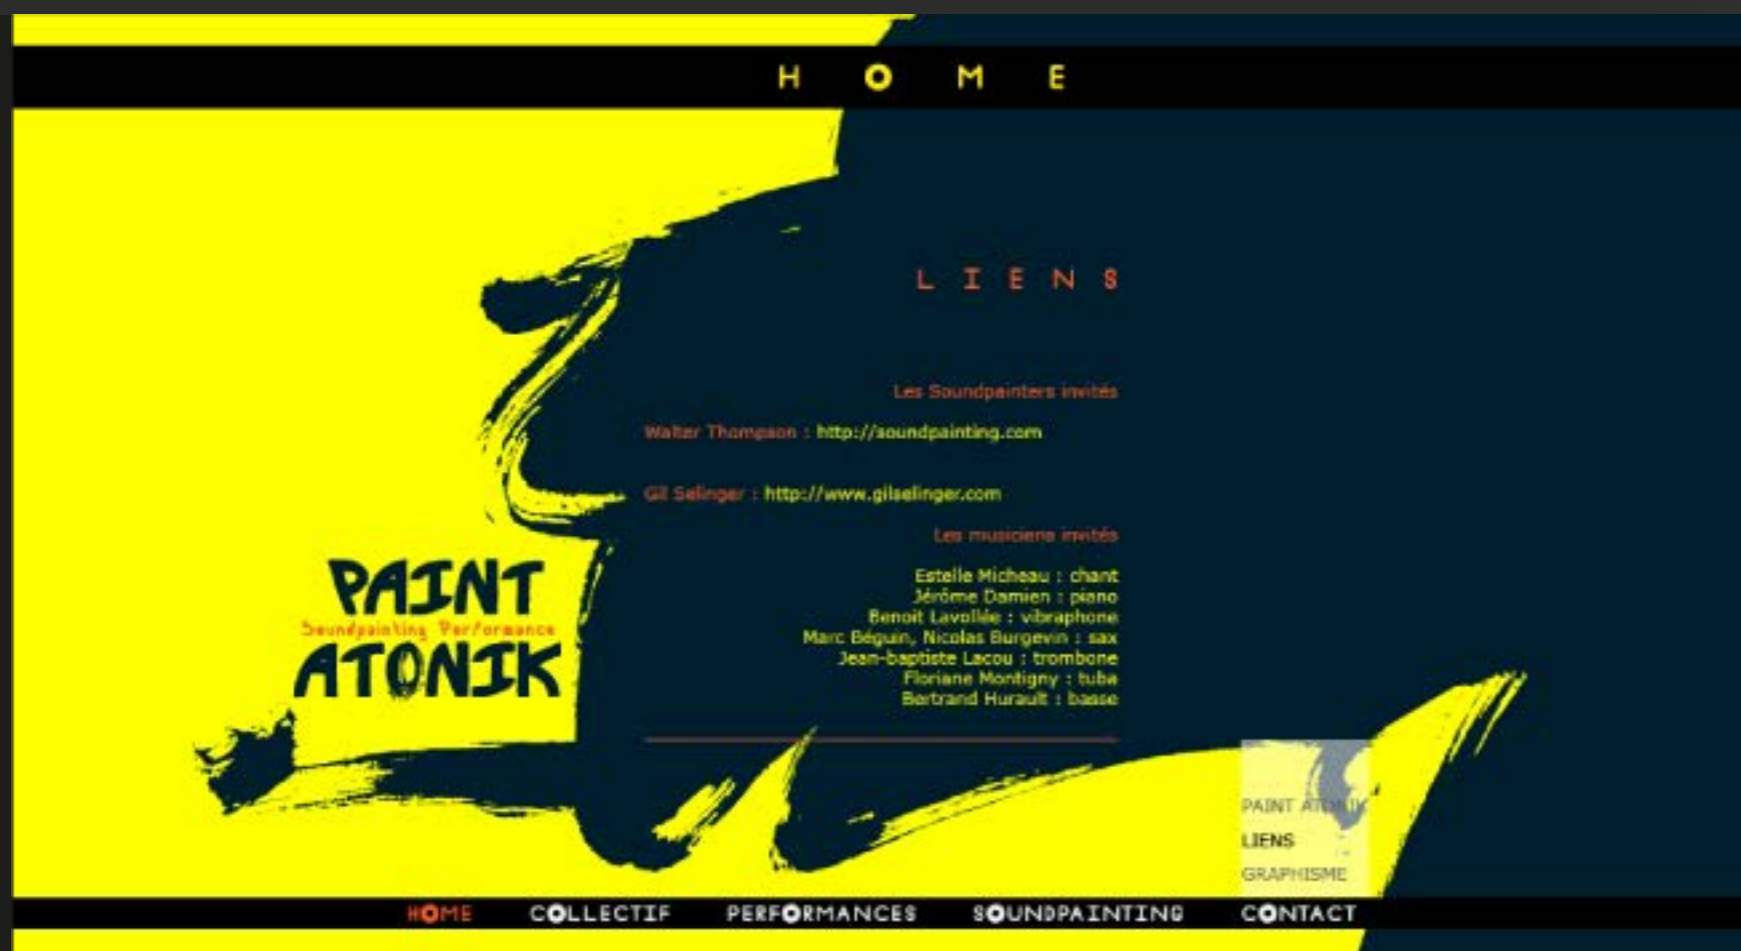 HOME
LIENS
Les Soundpainters invités
Walter Thompson : http://soundpainting.com
Gil Selinger : http://www.gilselinger.com
Les musiciens invités
Estelle Micheau : chant
Jérôme Damien : piano
Benoit Lavollée : vibraphone
Marc Béguin, Nicolas Burgevin : sax
Jean-baptiste Lacou : trombone
Floriane Montigny : tuba
Bertrand Hurault : basse
PAINT
Soundpainting Performance
ATONIK
PAINT ATONIK
LIENS
GRAPHISME
HOME COLLECTIF PERFORMANCES SOUNDPAINTING CONTACT